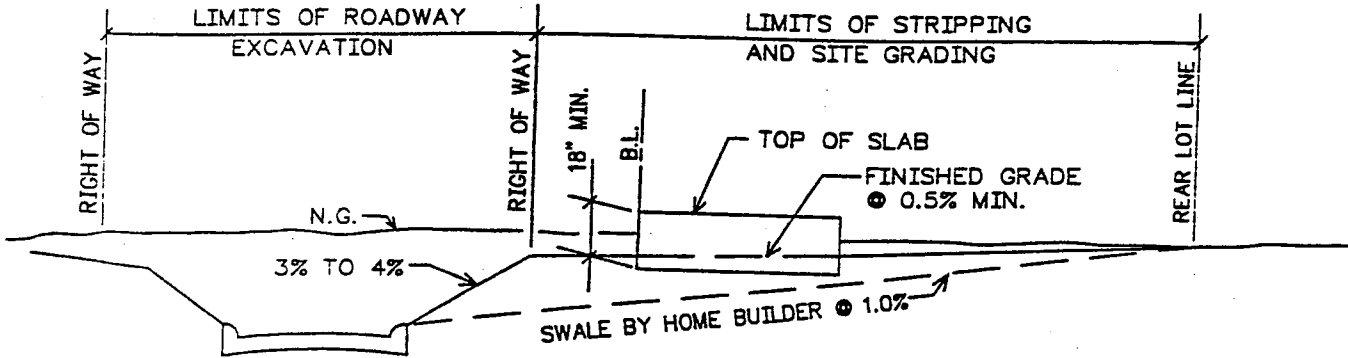 LIMITS OF ROADWAY
EXCAVATION
LIMITS OF STRIPPING
AND SITE GRADING
RIGHT OF WAY
RIGHT OF WAY
18" MIN.
B.L.
TOP OF SLAB
FINISHED GRADE
@ 0.5% MIN.
REAR LOT LINE
N.G.
3% TO 4%
SWALE BY HOME BUILDER @ 1.0%